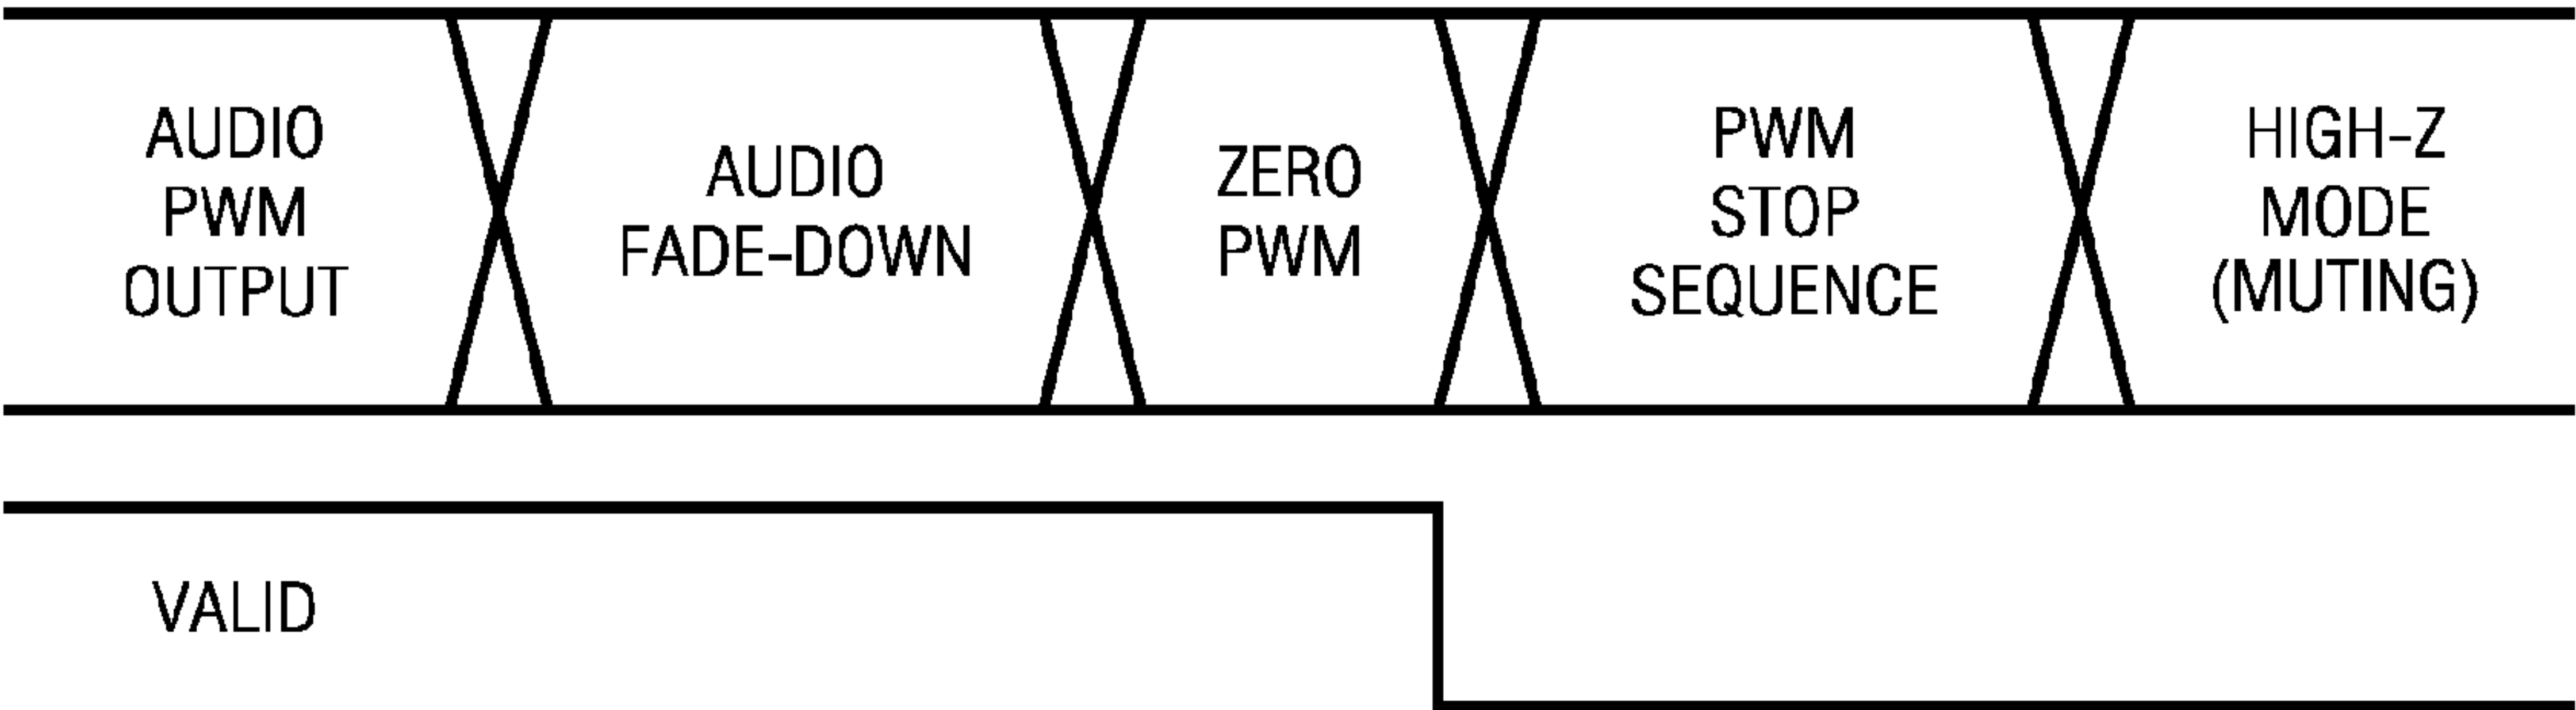 AUDIO
PWM
OUTPUT
AUDIO
FADE-DOWN
ZERO
PWM
PWM
STOP
SEQUENCE
HIGH-Z
MODE
(MUTING)
VALID